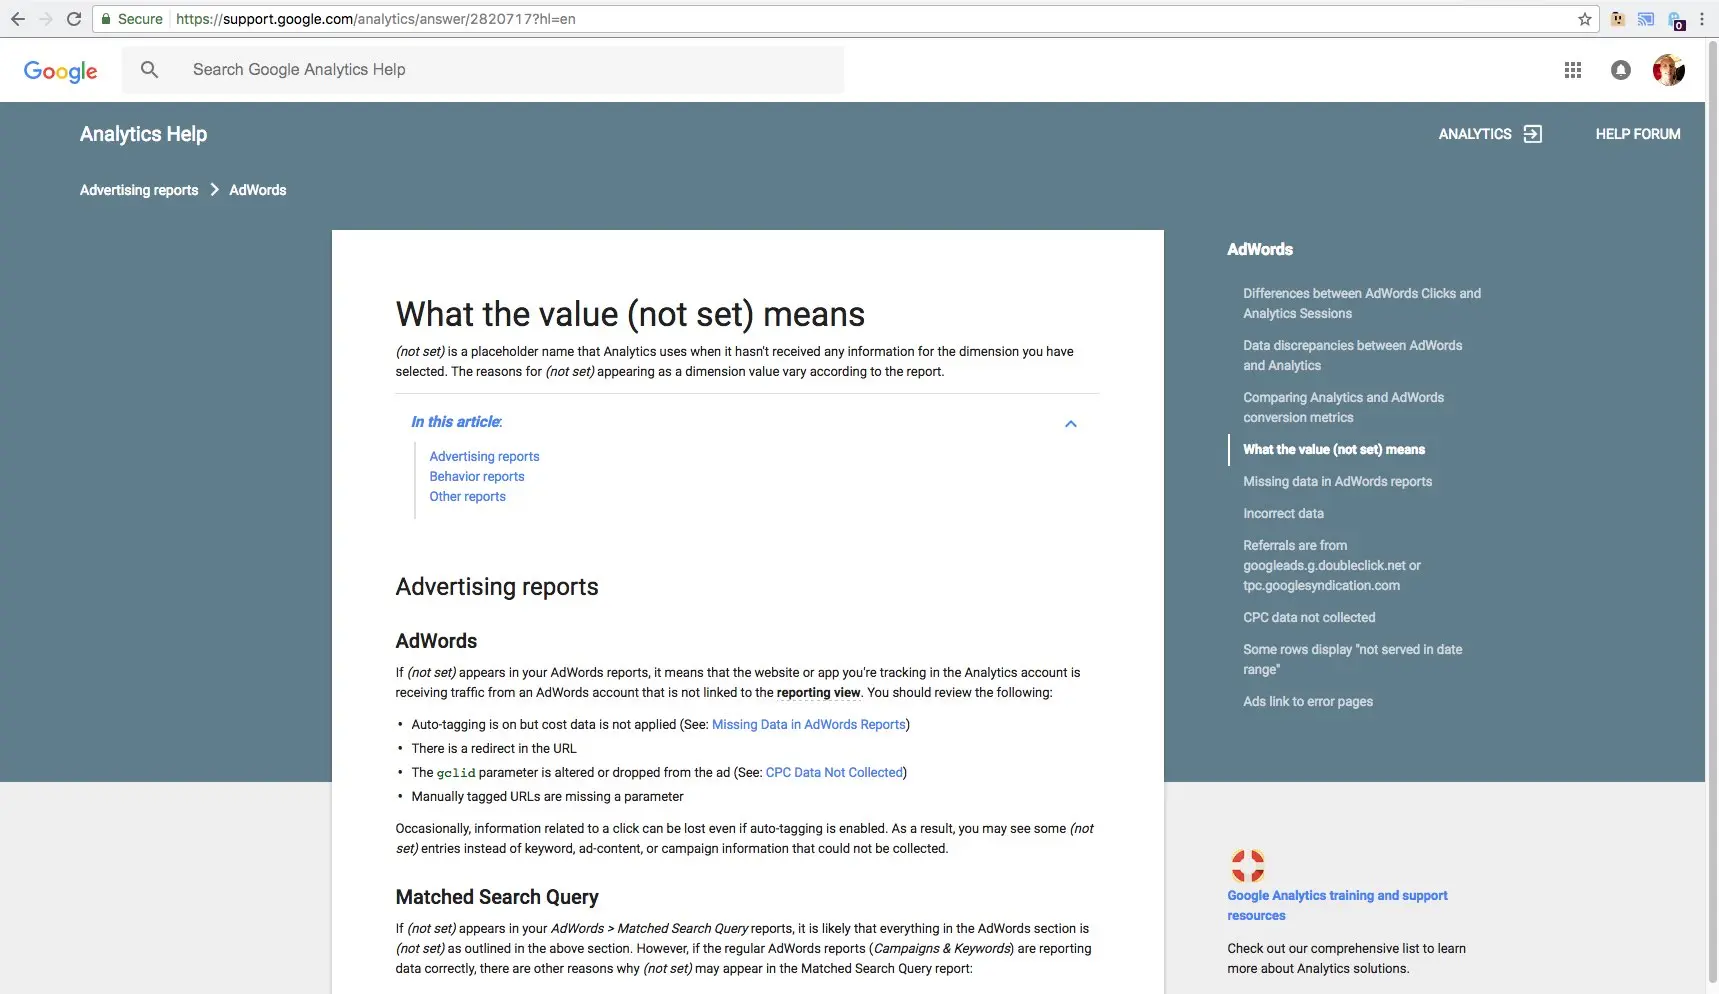 Secure
https://support.google.com/analytics/answer/2820717?hl=en
0
Google
Search Google Analytics Help
Analytics Help
ANALYTICS
HELP FORUM
Advertising reports
AdWords
What the value (not set) means
(not set) is a placeholder name that Analytics uses when it hasn't received any information for the dimension you have
selected. The reasons for (not set) appearing as a dimension value vary according to the report.
In this article:
Advertising reports
Behavior reports
Other reports
Advertising reports
AdWords
If (not set) appears in your AdWords reports, it means that the website or app you're tracking in the Analytics account is
receiving traffic from an AdWords account that is not linked to the reporting view. You should review the following:
• Auto-tagging is on but cost data is not applied (See: Missing Data in AdWords Reports)
• There is a redirect in the URL
• The gclid parameter is altered or dropped from the ad (See: CPC Data Not Collected)
• Manually tagged URLs are missing a parameter
Occasionally, information related to a click can be lost even if auto-tagging is enabled. As a result, you may see some (not
set) entries instead of keyword, ad-content, or campaign information that could not be collected.
Matched Search Query
If (not set) appears in your AdWords > Matched Search Query reports, it is likely that everything in the AdWords section is
(not set) as outlined in the above section. However, if the regular AdWords reports (Campaigns & Keywords) are reporting
data correctly, there are other reasons why (not set) may appear in the Matched Search Query report:
AdWords
Differences between AdWords Clicks and
Analytics Sessions
Data discrepancies between AdWords
and Analytics
Comparing Analytics and AdWords
conversion metrics
What the value (not set) means
Missing data in AdWords reports
Incorrect data
Referrals are from
googleads.g.doubleclick.net or
tpc.googlesyndication.com
CPC data not collected
Some rows display "not served in date
range"
Ads link to error pages
Google Analytics training and support
resources
Check out our comprehensive list to learn
more about Analytics solutions.